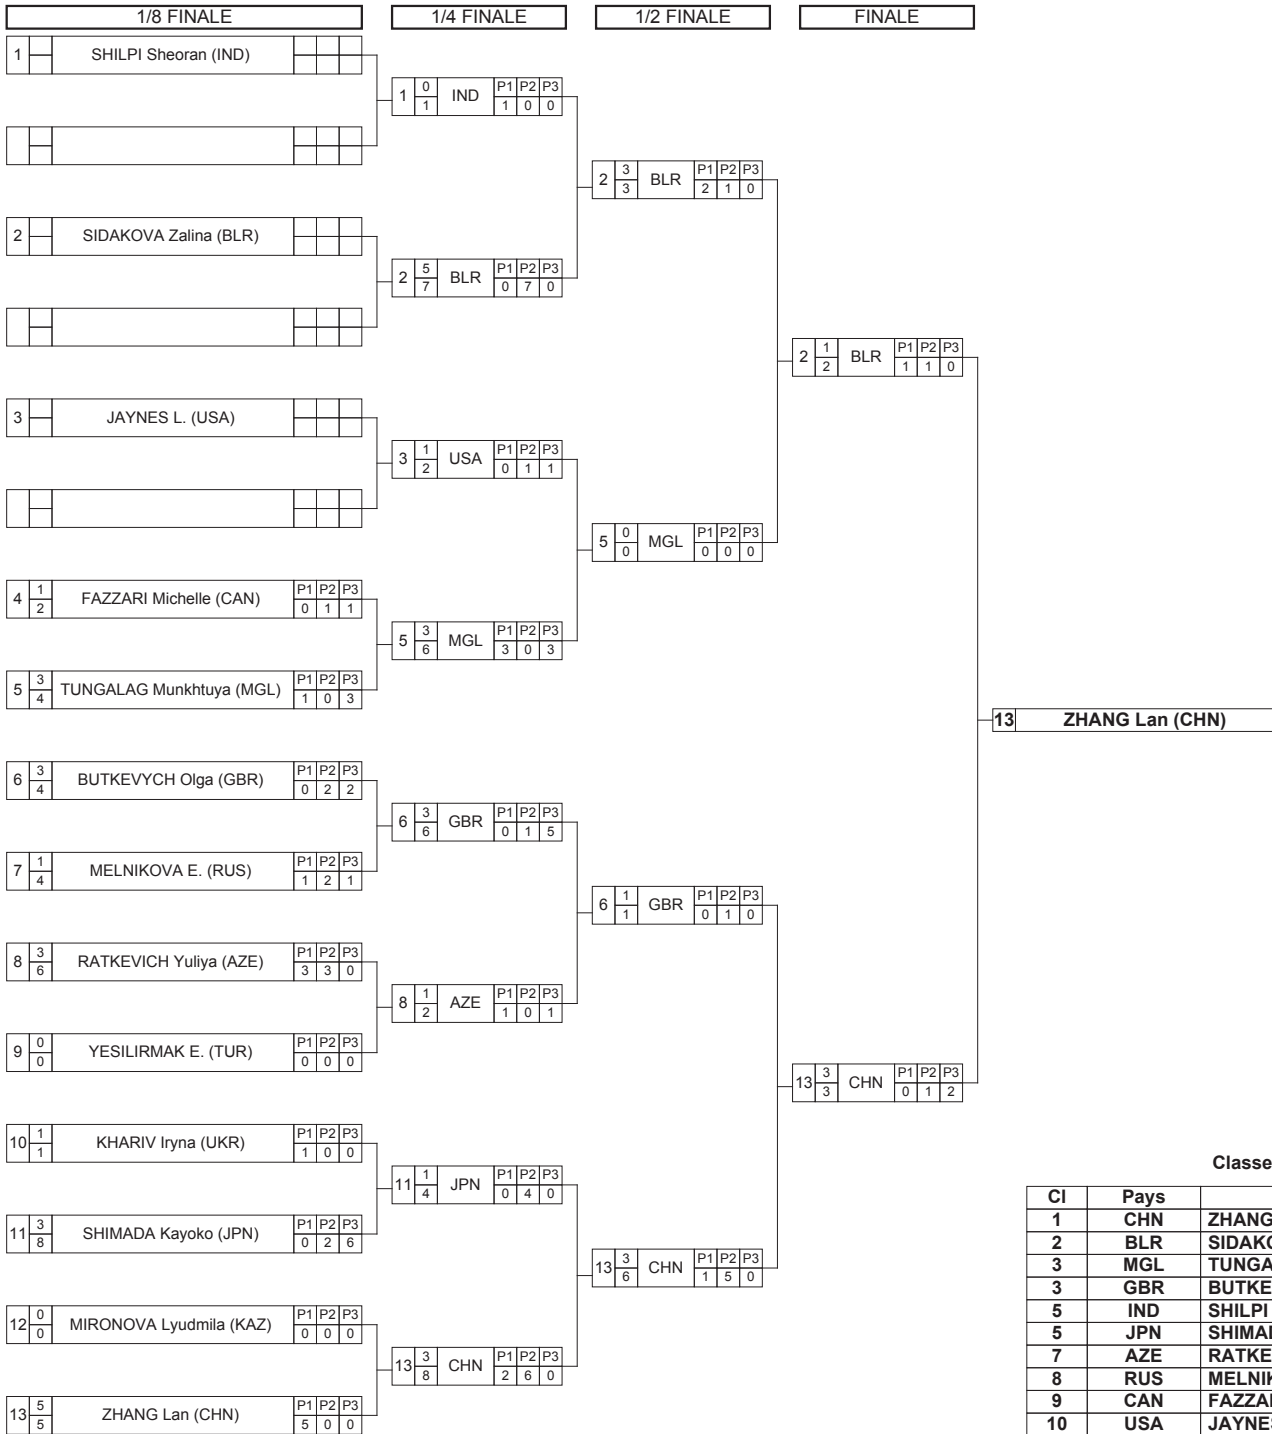 1/8 FINALE 1/4 FINALE 1/2 FINALE FINALE
1 SHILPI Sheoran (IND)
1 0 1 IND P1 P2 P3 1 0 0
2 3 3 BLR P1 P2 P3 2 1 0
2 SIDAKOVA Zalina (BLR)
2 5 7 BLR P1 P2 P3 0 7 0
2 1 2 BLR P1 P2 P3 1 1 0
3 JAYNES L. (USA)
3 1 2 USA P1 P2 P3 0 1 1
5 0 0 MGL P1 P2 P3 0 0 0
4 1 2 FAZZARI Michelle (CAN) P1 P2 P3 0 1 1
5 3 6 MGL P1 P2 P3 3 0 3
5 3 4 TUNGALAG Munkhtuya (MGL) P1 P2 P3 1 0 3
13 ZHANG Lan (CHN)
6 3 4 BUTKEVYCH Olga (GBR) P1 P2 P3 0 2 2
6 3 6 GBR P1 P2 P3 0 1 5
7 1 4 MELNIKOVA E. (RUS) P1 P2 P3 1 2 1
6 1 1 GBR P1 P2 P3 0 1 0
8 3 6 RATKEVICH Yuliya (AZE) P1 P2 P3 3 3 0
8 1 2 AZE P1 P2 P3 1 0 1
9 0 0 YESILIRMAK E. (TUR) P1 P2 P3 0 0 0
13 3 3 CHN P1 P2 P3 0 1 2
10 1 1 KHARIV Iryna (UKR) P1 P2 P3 1 0 0
11 1 4 JPN P1 P2 P3 0 4 0
11 3 8 SHIMADA Kayoko (JPN) P1 P2 P3 0 2 6
13 3 6 CHN P1 P2 P3 1 5 0
12 0 0 MIRONOVA Lyudmila (KAZ) P1 P2 P3 0 0 0
13 3 8 CHN P1 P2 P3 2 6 0
13 5 5 ZHANG Lan (CHN) P1 P2 P3 5 0 0
Classe
Cl Pays
1 CHN ZHANG
2 BLR SIDAK
3 MGL TUNGA
3 GBR BUTKE
5 IND SHILPI
5 JPN SHIMA
7 AZE RATKE
8 RUS MELNI
9 CAN FAZZA
10 USA JAYNE